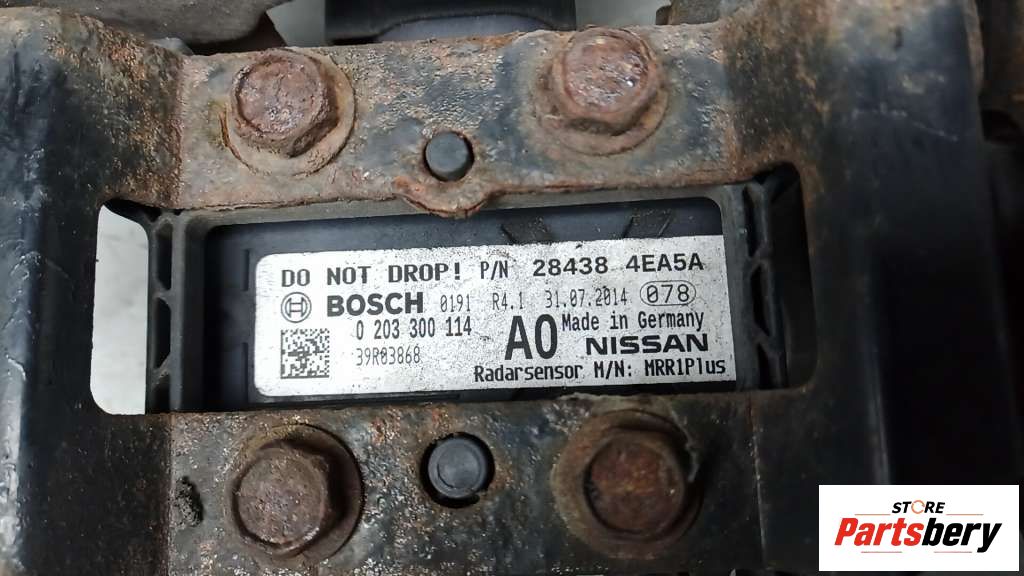 DO NOT DROP! P/N 28438 4EA5A
BOSCH 0191 R4.1 31.07.2014 078
0 203 300 114 A0 Made in Germany
39R03868 NISSAN
Radarsensor M/N: MRR1Plus
STORE
Partsbery